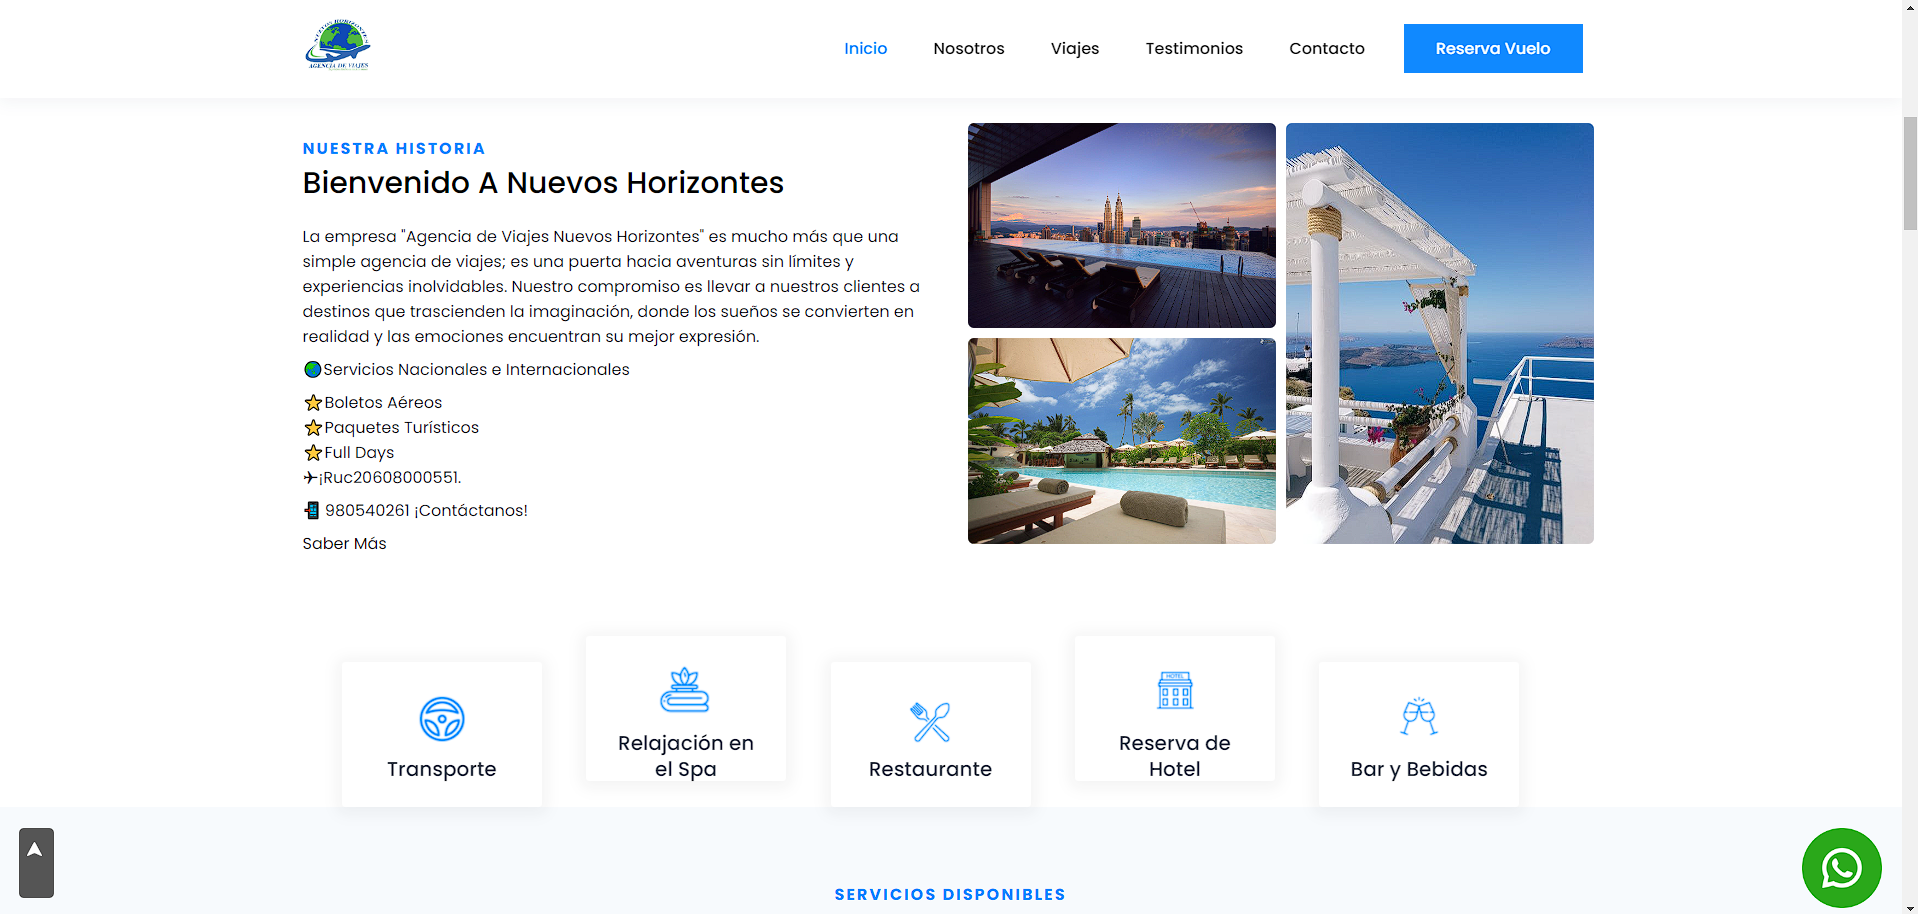 NUEVOS HORIZONTES
AGENCIA DE VIAJES
Inicio
Nosotros
Viajes
Testimonios
Contacto
Reserva Vuelo
NUESTRA HISTORIA
Bienvenido A Nuevos Horizontes
La empresa "Agencia de Viajes Nuevos Horizontes" es mucho más que una
simple agencia de viajes; es una puerta hacia aventuras sin límites y
experiencias inolvidables. Nuestro compromiso es llevar a nuestros clientes a
destinos que trascienden la imaginación, donde los sueños se convierten en
realidad y las emociones encuentran su mejor expresión.
🌏Servicios Nacionales e Internacionales
⭐Boletos Aéreos
⭐Paquetes Turísticos
⭐Full Days
✈¡Ruc20608000551.
📲 980540261 ¡Contáctanos!
Saber Más
Transporte
Relajación en
el Spa
Restaurante
HOTEL
Reserva de
Hotel
Bar y Bebidas
SERVICIOS DISPONIBLES